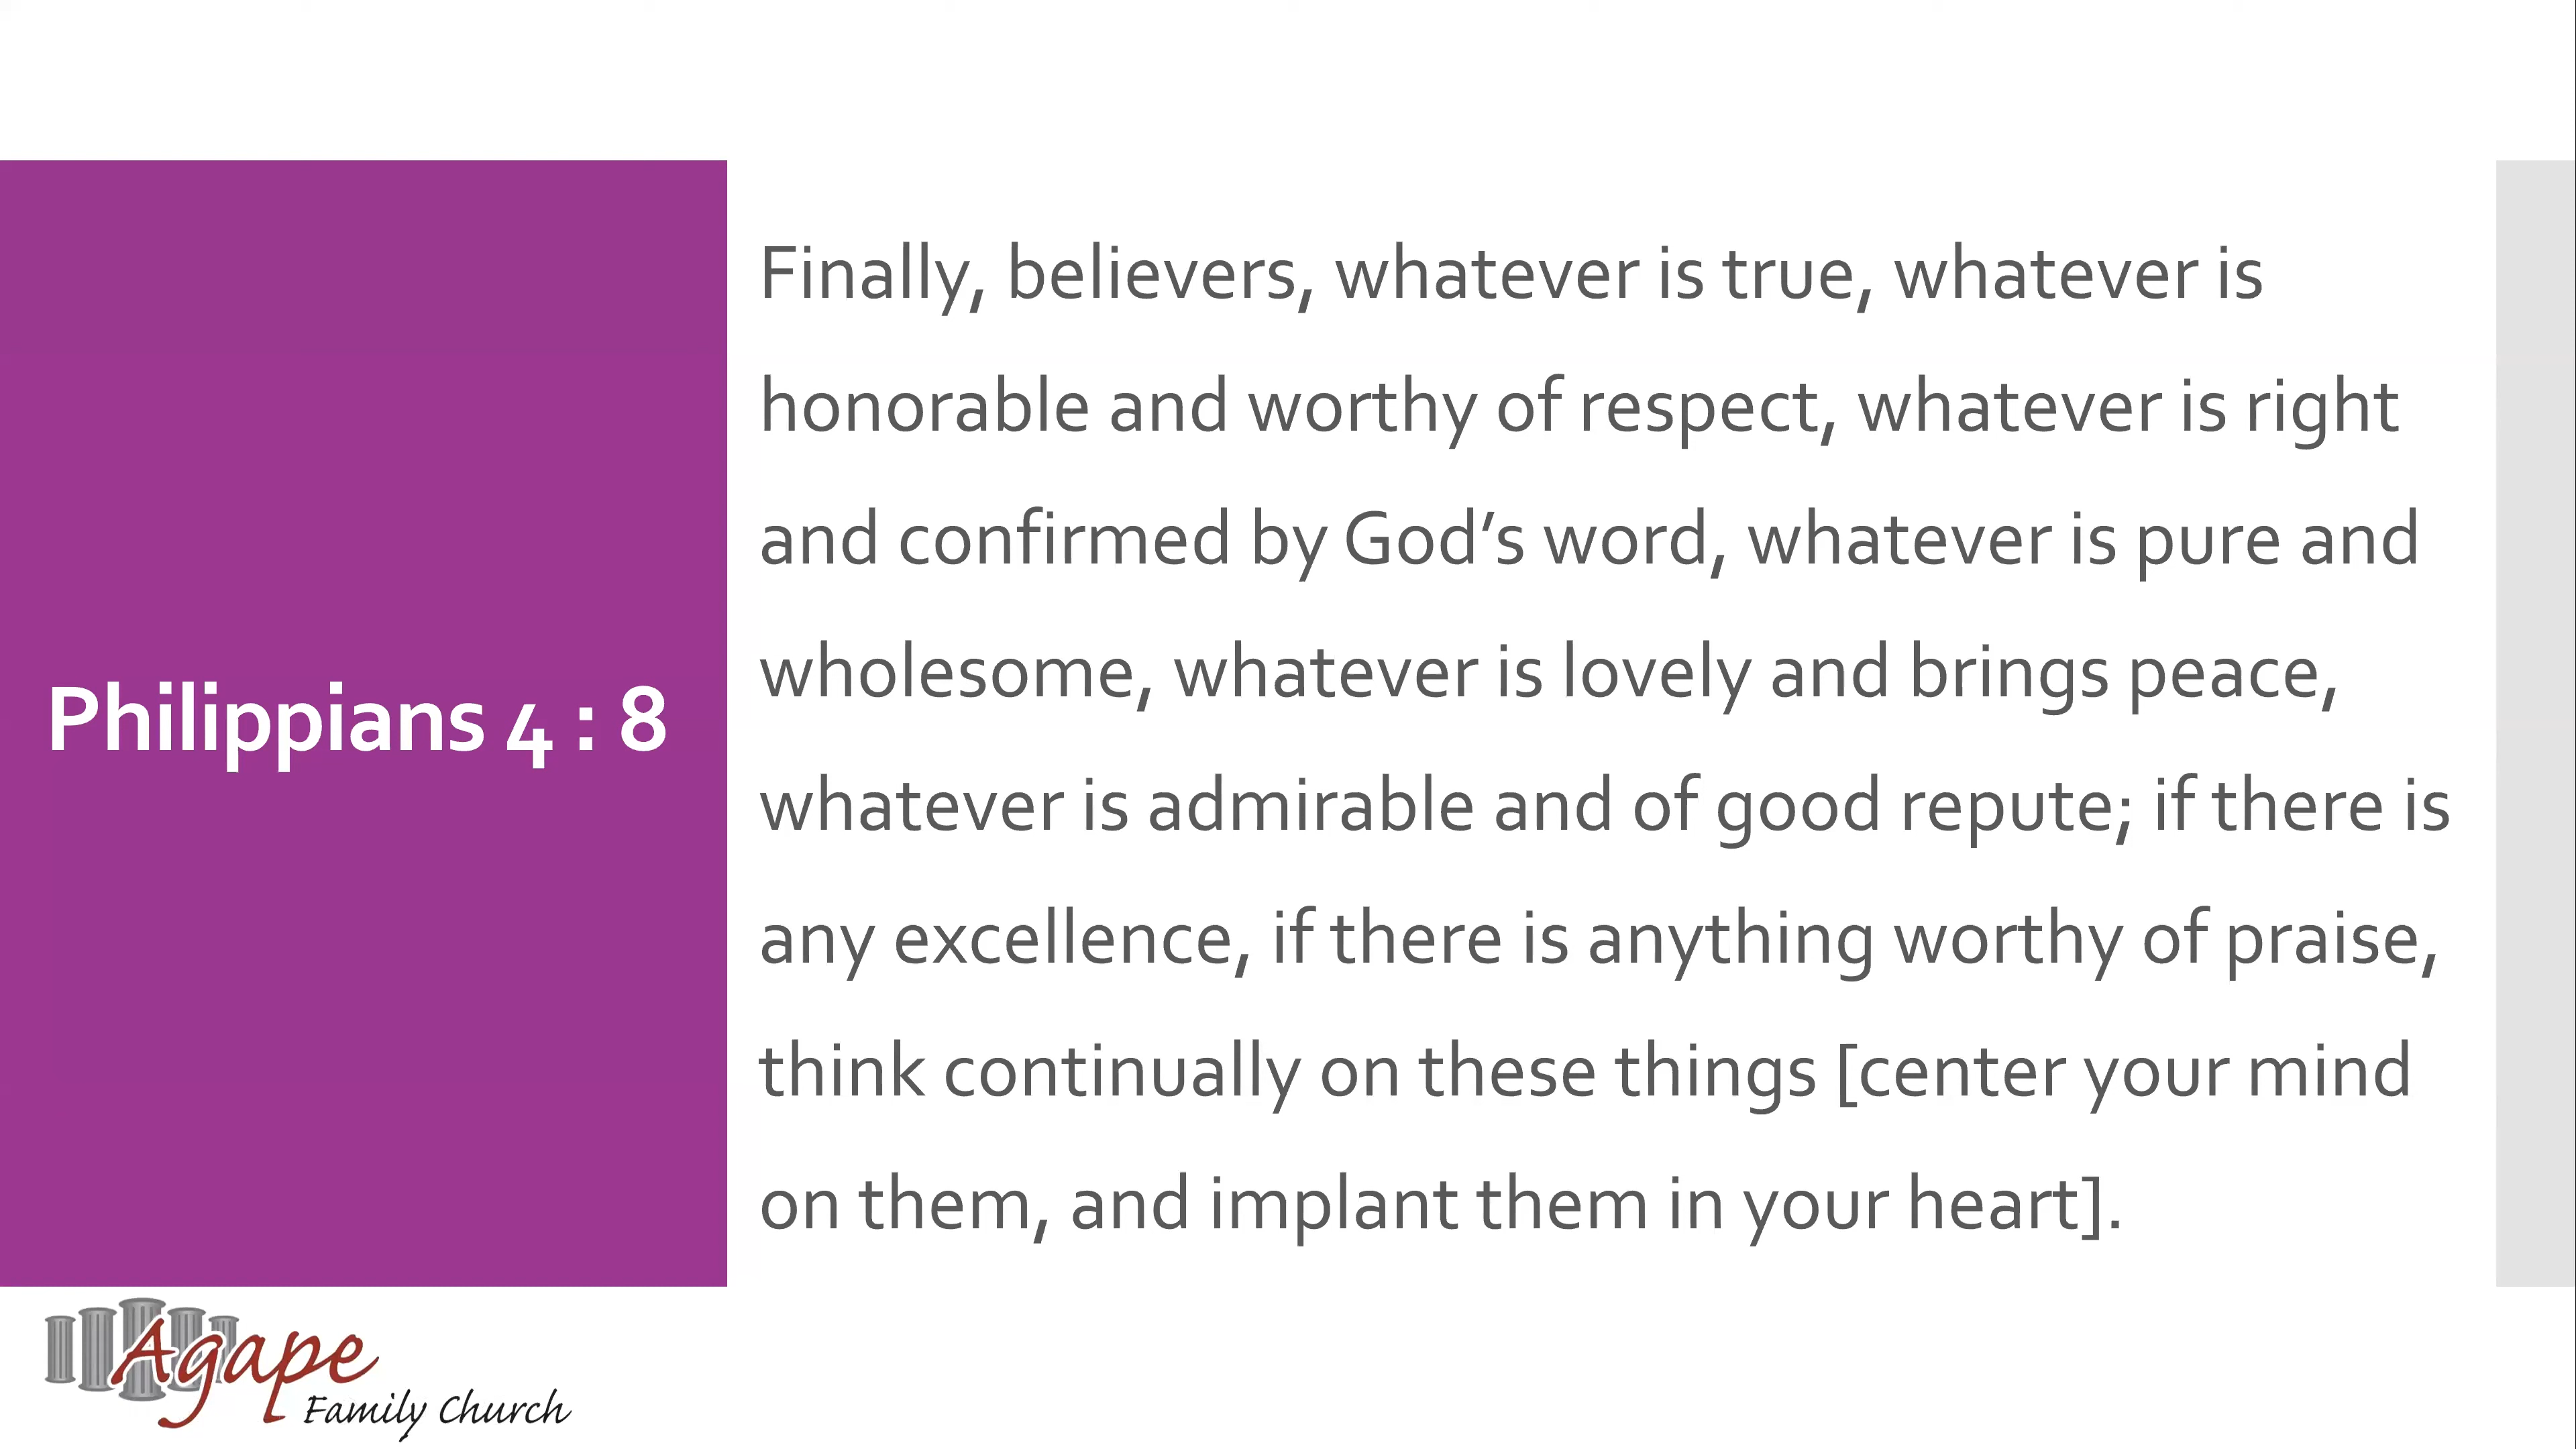 Philippians 4 : 8
Finally, believers, whatever is true, whatever is
honorable and worthy of respect, whatever is right
and confirmed by God’s word, whatever is pure and
wholesome, whatever is lovely and brings peace,
whatever is admirable and of good repute; if there is
any excellence, if there is anything worthy of praise,
think continually on these things [center your mind
on them, and implant them in your heart].
Agape
Family Church